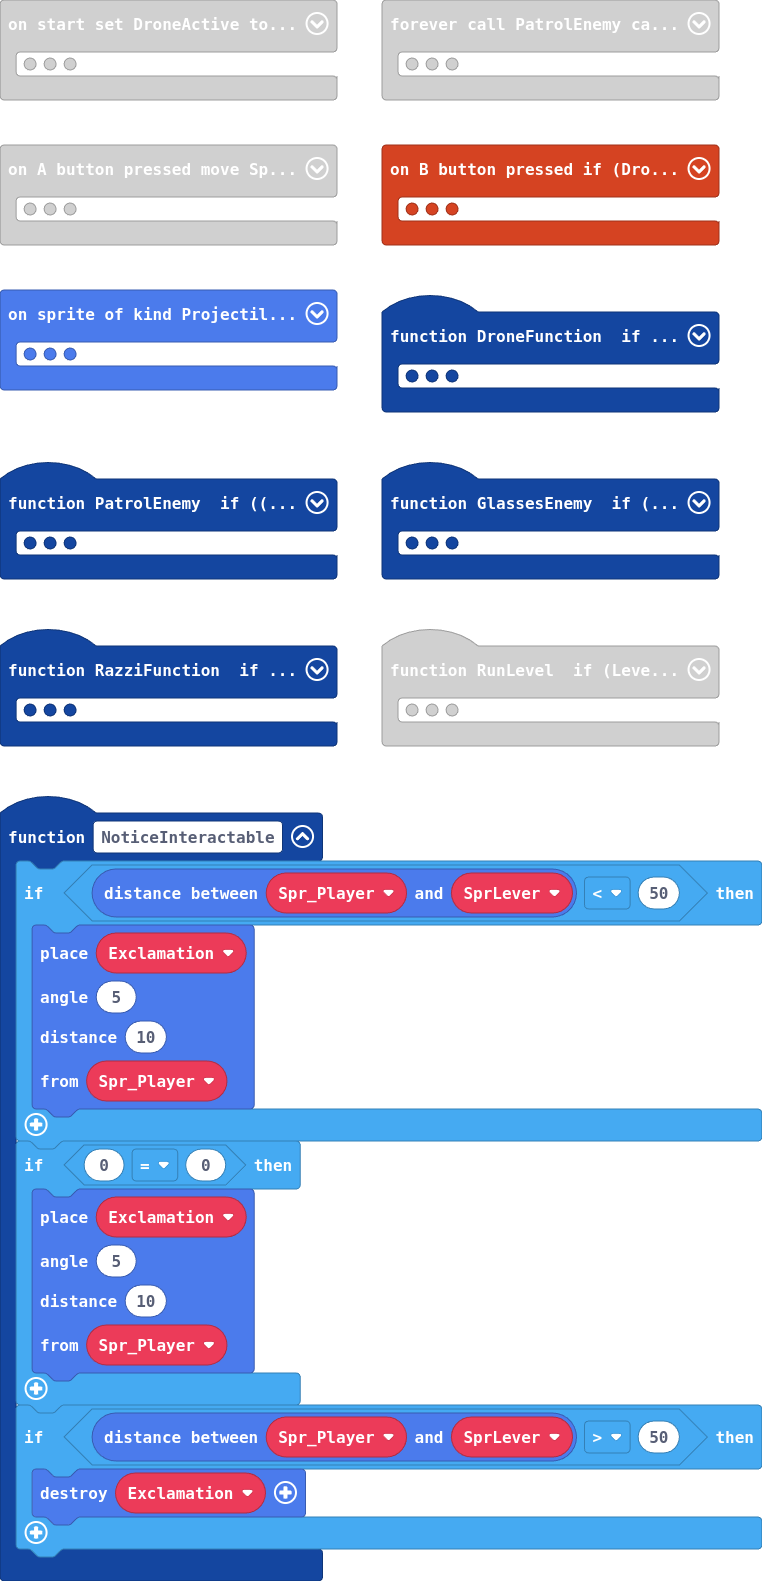 on start set DroneActive to...
forever call PatrolEnemy ca...
on A button pressed move Sp...
on B button pressed if (Dro...
on sprite of kind Projectil...
function DroneFunction if ...
function PatrolEnemy if ((...
function GlassesEnemy if (...
function RazziFunction if ...
function RunLevel if (Leve...
function NoticeInteractable
if distance between Spr_Player and SprLever < 50 then
place Exclamation
angle 5
distance 10
from Spr_Player
if 0 = 0 then
place Exclamation
angle 5
distance 10
from Spr_Player
if distance between Spr_Player and SprLever > 50 then
destroy Exclamation